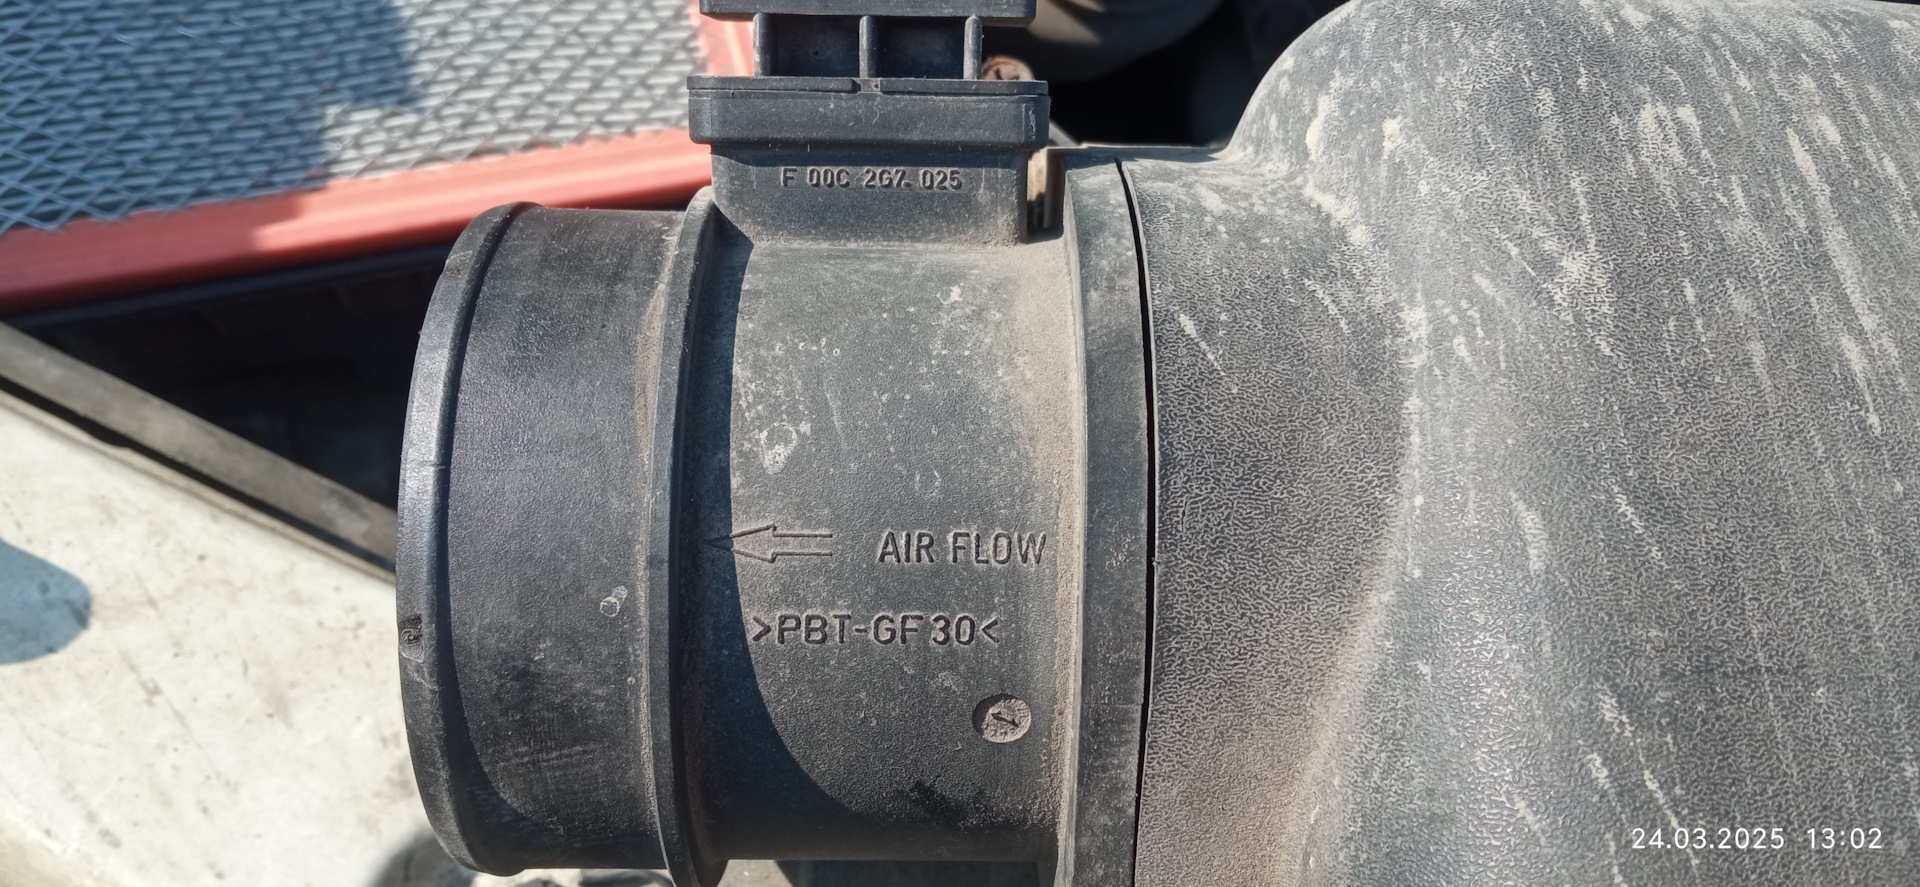 F 00C 2G7 025
AIR FLOW
>PBT-GF30<
24.03.2025 13:02